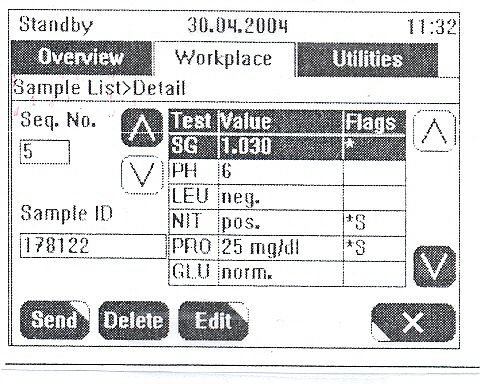 Standby 30.04.2004 11:32
Overview Workplace Utilities
Sample List>Detail
Seq. No.
5
Sample ID
178122
Test Value Flags
SG 1.030 *
PH 6
LEU neg.
NIT pos. *S
PRO 25 mg/dl *S
GLU norm.
Send Delete Edit X